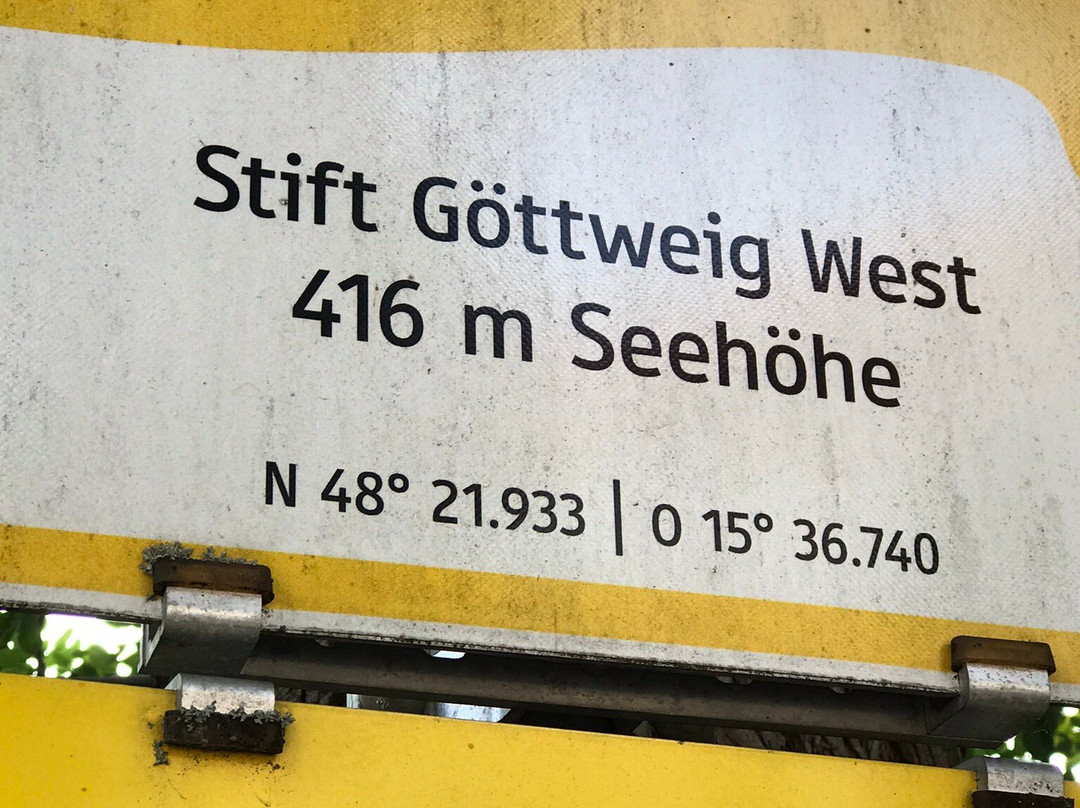 Stift Göttweig West
416 m Seehöhe
N 48° 21.933 | O 15° 36.740